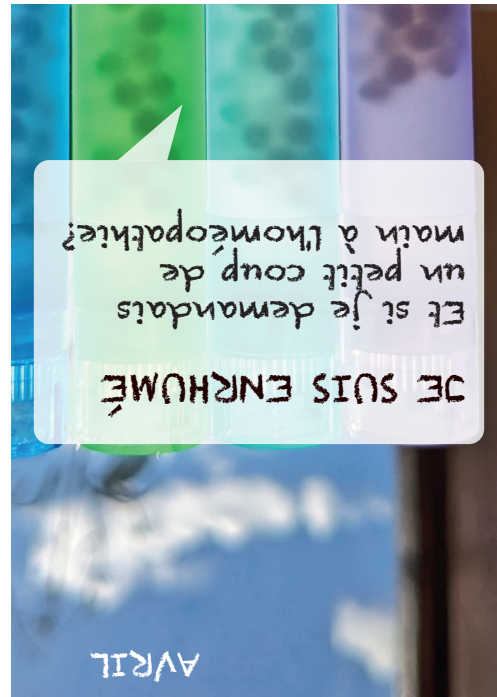 AVRIL
JE SUIS ENRHUMÉ
Et si je demandais
un petit coup de
main à l'homéopathie?